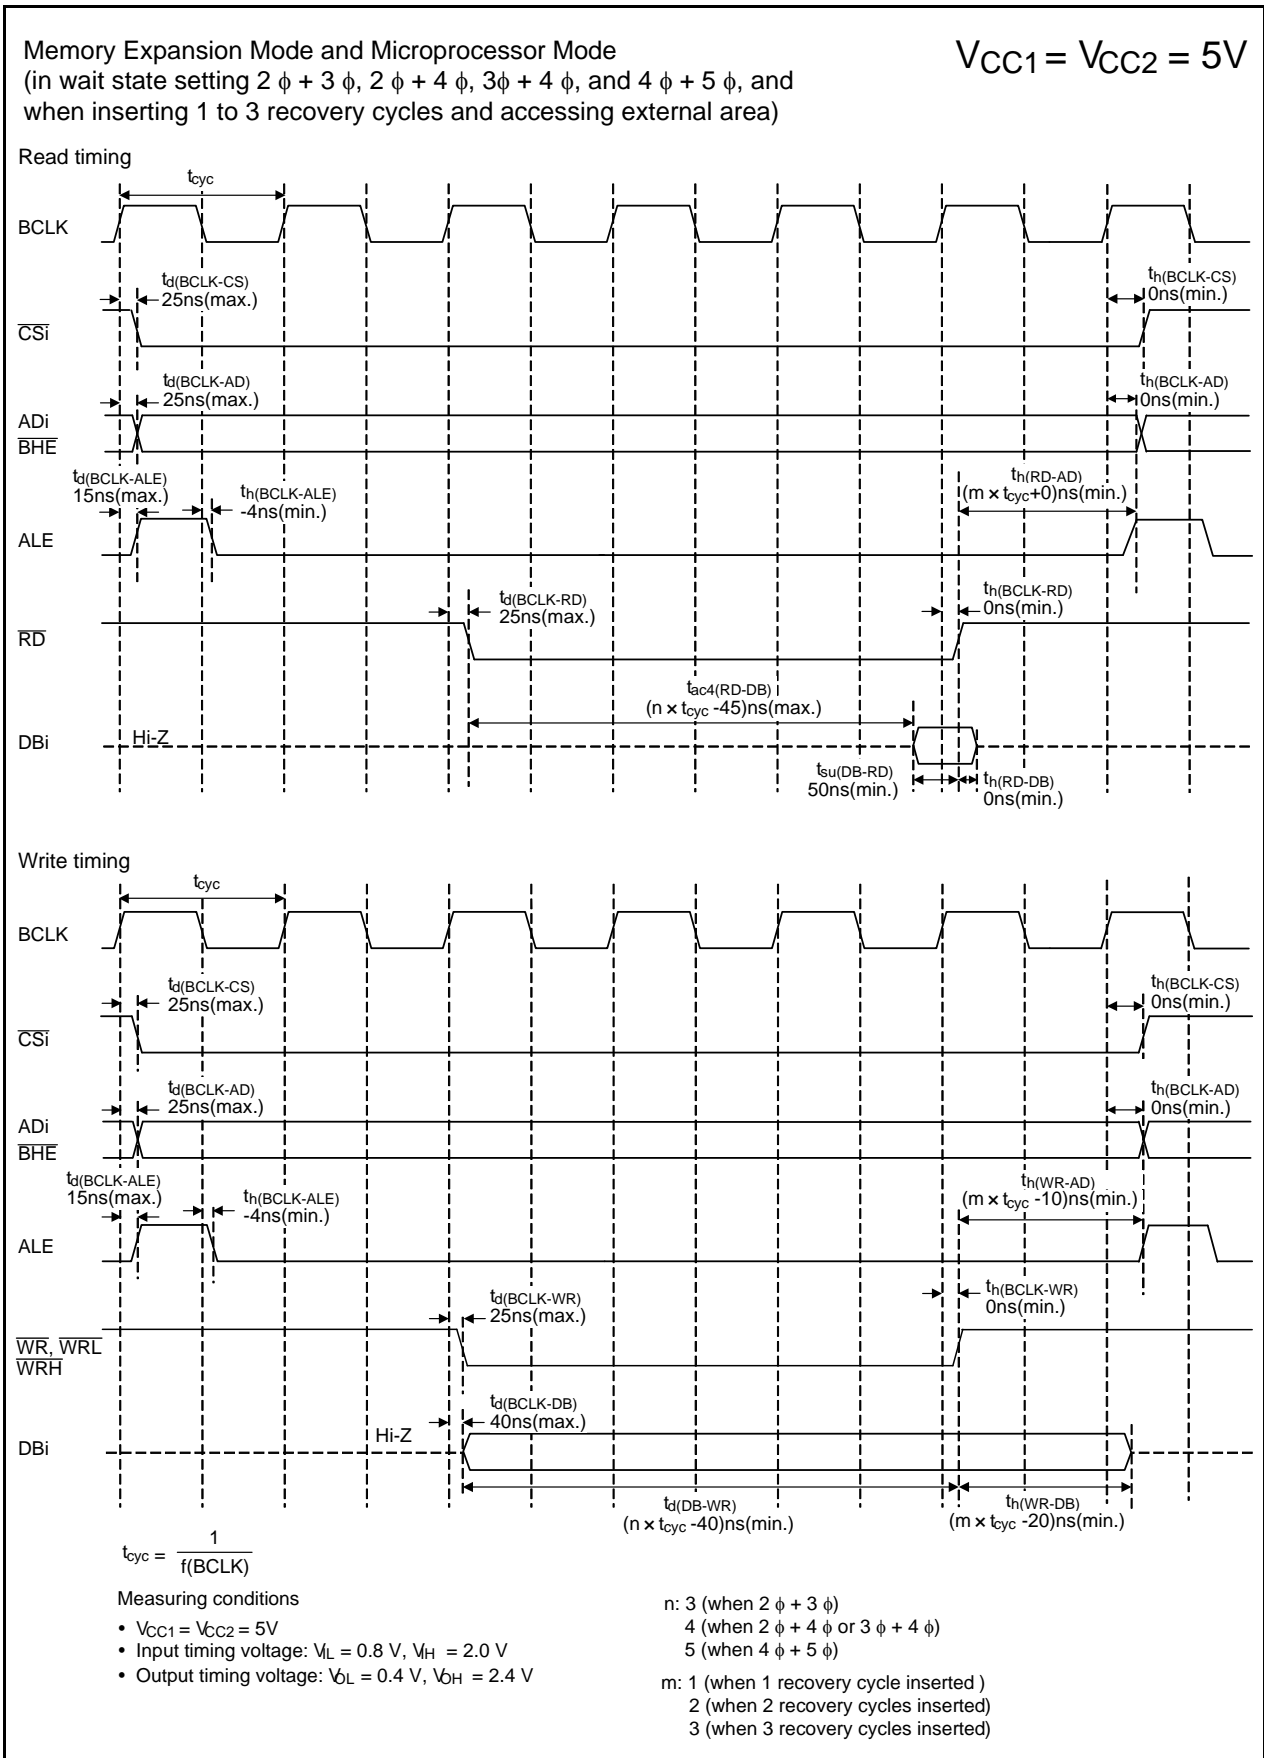 Memory Expansion Mode and Microprocessor Mode
(in wait state setting 2 ϕ + 3 ϕ, 2 ϕ + 4 ϕ, 3ϕ + 4 ϕ, and 4 ϕ + 5 ϕ, and
when inserting 1 to 3 recovery cycles and accessing external area)
VCC1 = VCC2 = 5V
Read timing
tcyc
BCLK
td(BCLK-CS)
25ns(max.)
th(BCLK-CS)
0ns(min.)
CSi
td(BCLK-AD)
25ns(max.)
th(BCLK-AD)
0ns(min.)
ADi
BHE
td(BCLK-ALE)
15ns(max.)
th(BCLK-ALE)
-4ns(min.)
th(RD-AD)
(m × tcyc+0)ns(min.)
ALE
td(BCLK-RD)
25ns(max.)
th(BCLK-RD)
0ns(min.)
RD
tac4(RD-DB)
(n × tcyc -45)ns(max.)
DBi
Hi-Z
tsu(DB-RD)
50ns(min.)
th(RD-DB)
0ns(min.)
Write timing
tcyc
BCLK
td(BCLK-CS)
25ns(max.)
th(BCLK-CS)
0ns(min.)
CSi
td(BCLK-AD)
25ns(max.)
th(BCLK-AD)
0ns(min.)
ADi
BHE
td(BCLK-ALE)
15ns(max.)
th(BCLK-ALE)
-4ns(min.)
th(WR-AD)
(m × tcyc -10)ns(min.)
ALE
td(BCLK-WR)
25ns(max.)
th(BCLK-WR)
0ns(min.)
WR, WRL
WRH
td(BCLK-DB)
40ns(max.)
Hi-Z
DBi
td(DB-WR)
(n × tcyc -40)ns(min.)
th(WR-DB)
(m × tcyc -20)ns(min.)
tcyc = 1
f(BCLK)
Measuring conditions
• VCC1 = VCC2 = 5V
• Input timing voltage: VIL = 0.8 V, VIH = 2.0 V
• Output timing voltage: VOL = 0.4 V, VOH = 2.4 V
n: 3 (when 2 ϕ + 3 ϕ)
4 (when 2 ϕ + 4 ϕ or 3 ϕ + 4 ϕ)
5 (when 4 ϕ + 5 ϕ)
m: 1 (when 1 recovery cycle inserted )
2 (when 2 recovery cycles inserted)
3 (when 3 recovery cycles inserted)